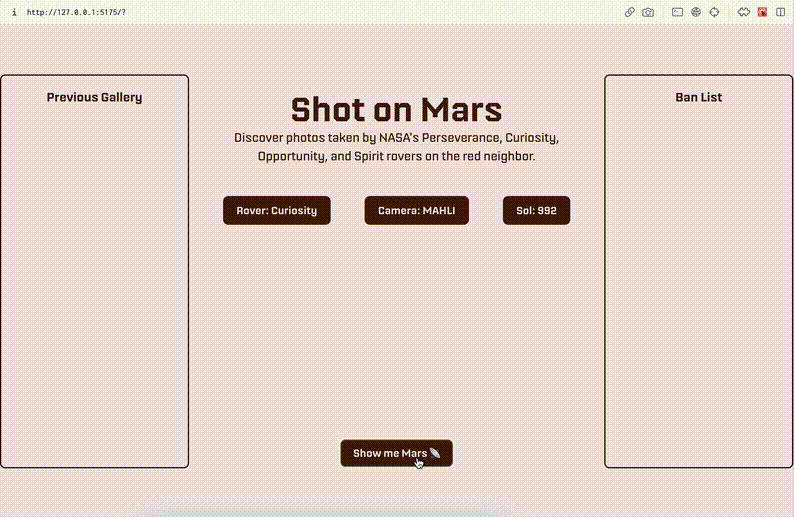 http://127.0.0.1:5175/?
Previous Gallery
Shot on Mars
Discover photos taken by NASA's Perseverance, Curiosity,
Opportunity, and Spirit rovers on the red neighbor.
Rover: Curiosity
Camera: MAHLI
Sol: 992
Show me Mars
Ban List